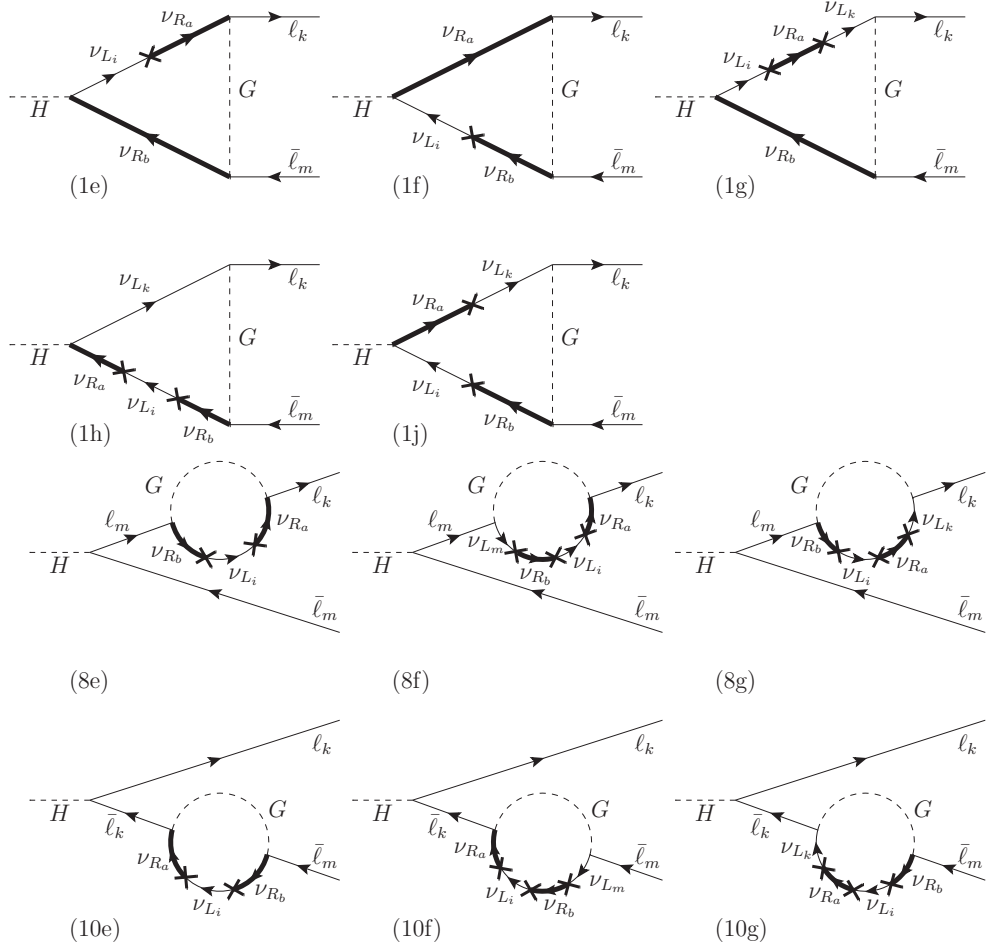 ν_{R_a} ℓ_k ν_{L_i} G H ν_{R_b} ℓ̄_m (1e)
ν_{R_a} ℓ_k G H ν_{L_i} ν_{R_b} ℓ̄_m (1f)
ν_{L_k} ν_{R_a} ν_{L_i} ℓ_k G H ν_{R_b} ℓ̄_m (1g)
ν_{L_k} ℓ_k G H ν_{R_a} ν_{L_i} ν_{R_b} ℓ̄_m (1h)
ν_{L_k} ν_{R_a} ℓ_k G H ν_{L_i} ν_{R_b} ℓ̄_m (1j)
G ℓ_m ℓ_k ν_{R_a} H ν_{R_b} ν_{L_i} ℓ̄_m (8e)
G ℓ_m ℓ_k ν_{R_a} H ν_{L_m} ν_{R_b} ν_{L_i} ℓ̄_m (8f)
G ℓ_m ℓ_k ν_{L_k} H ν_{R_b} ν_{L_i} ν_{R_a} ℓ̄_m (8g)
ℓ_k H G ℓ̄_k ν_{R_a} ν_{L_i} ν_{R_b} ℓ̄_m (10e)
ℓ_k H G ℓ̄_k ν_{R_a} ν_{L_i} ν_{R_b} ν_{L_m} ℓ̄_m (10f)
ℓ_k H G ℓ̄_k ν_{L_k} ν_{R_a} ν_{L_i} ν_{R_b} ℓ̄_m (10g)